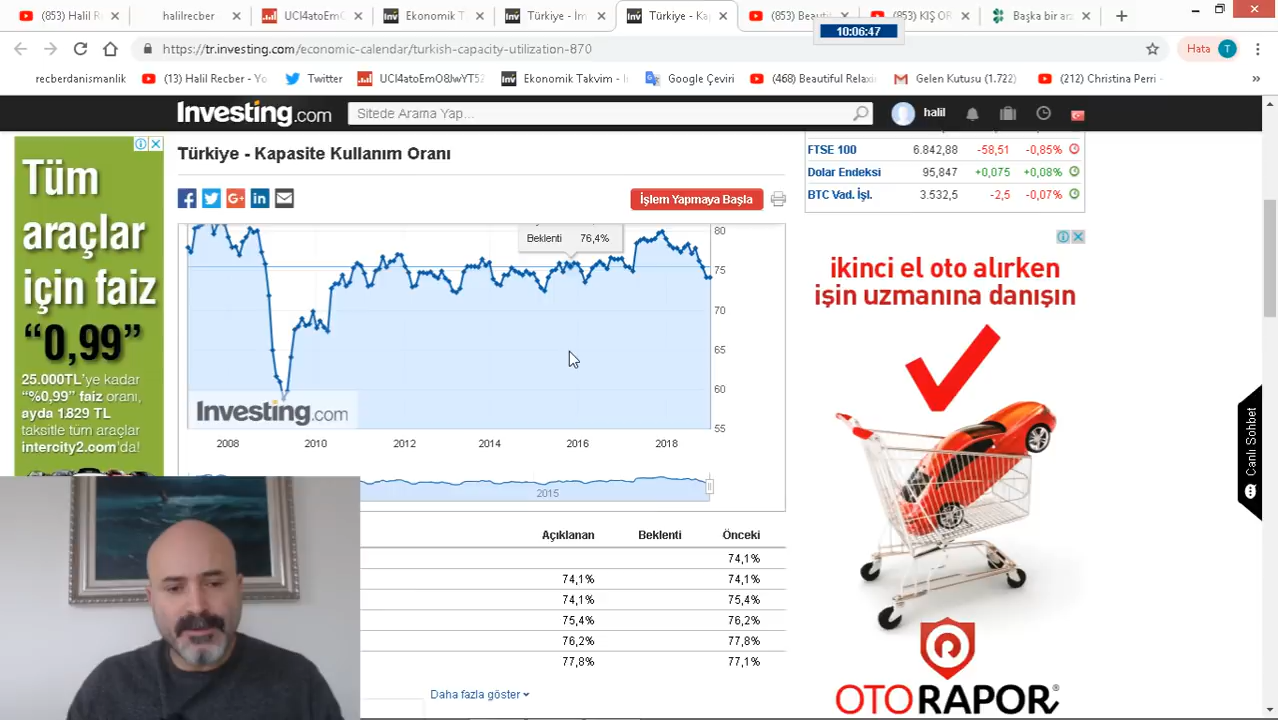 (853) Halil R
halilrecber
UCI4atoEmC
Ekonomik T
Türkiye - İm
Türkiye - Ka
(853) Beaut
(853) KIŞ OR
Başka bir ar
10:06:47
https://tr.investing.com/economic-calendar/turkish-capacity-utilization-870
Hata
T
recberdanismanlik
(13) Halil Recber - Yo
Twitter
UCI4atoEmO8JwYT5
Ekonomik Takvim - I
Google Çeviri
(468) Beautiful Relaxi
Gelen Kutusu (1.722)
(212) Christina Perri -
Investing.com
Sitede Arama Yap...
halil
Türkiye - Kapasite Kullanım Oranı
İşlem Yapmaya Başla
FTSE 100 6.842,88 -58,51 -0,85%
Dolar Endeksi 95,847 +0,075 +0,08%
BTC Vad. İşl. 3.532,5 -2,5 -0,07%
Tüm
araçlar
için faiz
“0,99”
25.000TL'ye kadar
“%0,99” faiz oranı,
ayda 1.829 TL
taksitle tüm araçlar
intercity2.com'da!
Beklenti 76,4%
80
75
70
65
60
55
Investing.com
2008 2010 2012 2014 2016 2018
2015
Açıklanan Beklenti Önceki
74,1%
74,1% 74,1%
74,1% 75,4%
75,4% 76,2%
76,2% 77,8%
77,8% 77,1%
Daha fazla göster
ikinci el oto alırken
işin uzmanına danışın
OTORAPOR
Canlı Sohbet